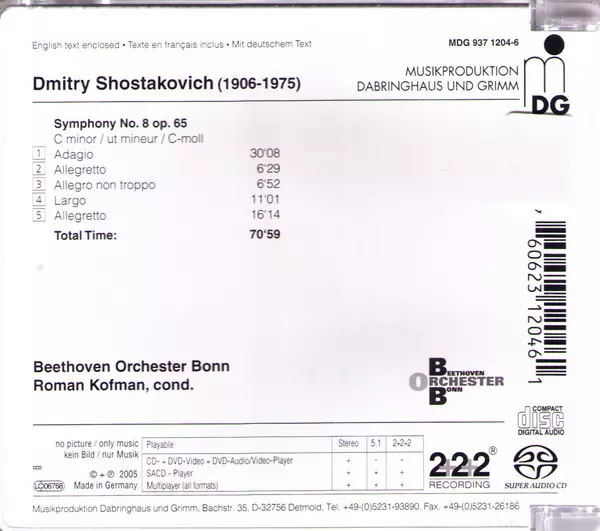 English text enclosed • Texte en français inclus • Mit deutschem Text
MDG 937 1204-6
Dmitry Shostakovich (1906-1975)
MUSIKPRODUKTION
DABRINGHAUS UND GRIMM
mDG
Symphony No. 8 op. 65
C minor / ut mineur / C-moll
1 Adagio 30'08
2 Allegretto 6'29
3 Allegro non troppo 6'52
4 Largo 11'01
5 Allegretto 16'14
Total Time: 70'59
7 60623 12046 1
Beethoven Orchester Bonn
Roman Kofman, cond.
BEETHOVEN
ORCHESTER
BONN
COMPACT
disc
DIGITAL AUDIO
no picture / only music
kein Bild / nur Musik
© + ℗ 2005
LC06768 Made in Germany
Playable Stereo 5.1 2+2+2
CD- + DVD-Video + DVD-Audio/Video-Player + - -
SACD - Player + + +
Multiplayer (all formats) + + +
2+2+2®
RECORDING
SUPER AUDIO CD
Musikproduktion Dabringhaus und Grimm, Bachstr. 35, D-32756 Detmold, Tel. +49-(0)5231-93890, Fax. +49-(0)5231-26186